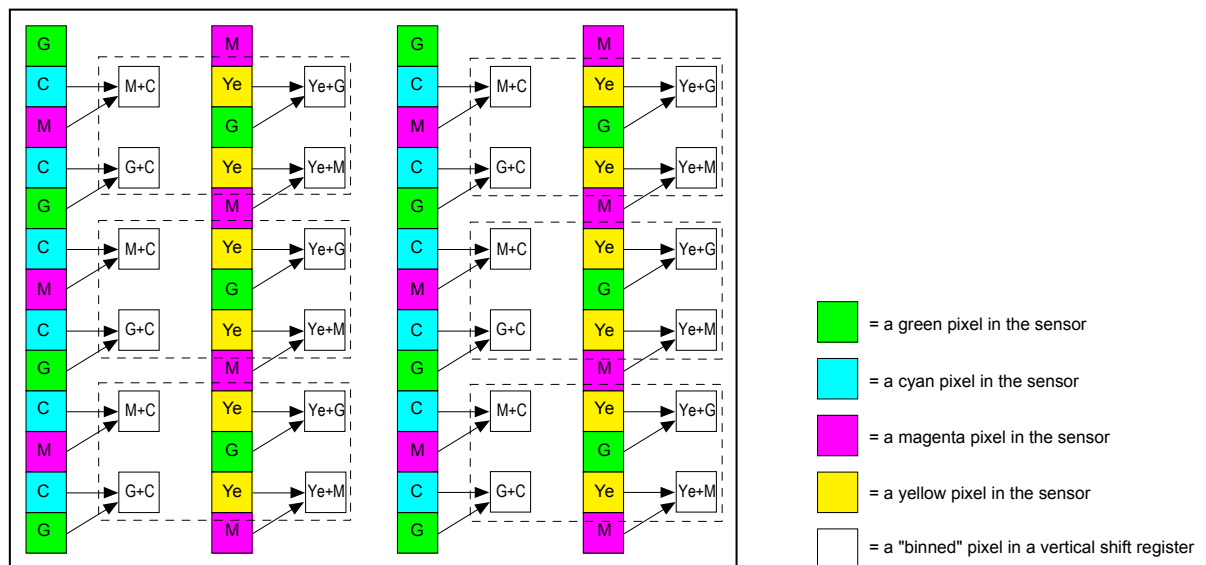 G M G M
C M+C Ye Ye+G C M+C Ye Ye+G
M G M G
C G+C Ye Ye+M C G+C Ye Ye+M
G M G M
C M+C Ye Ye+G C M+C Ye Ye+G
M G M G
C G+C Ye Ye+M C G+C Ye Ye+M
G M G M
C M+C Ye Ye+G C M+C Ye Ye+G
M G M G
C G+C Ye Ye+M C G+C Ye Ye+M
G M G M
= a green pixel in the sensor
= a cyan pixel in the sensor
= a magenta pixel in the sensor
= a yellow pixel in the sensor
= a "binned" pixel in a vertical shift register